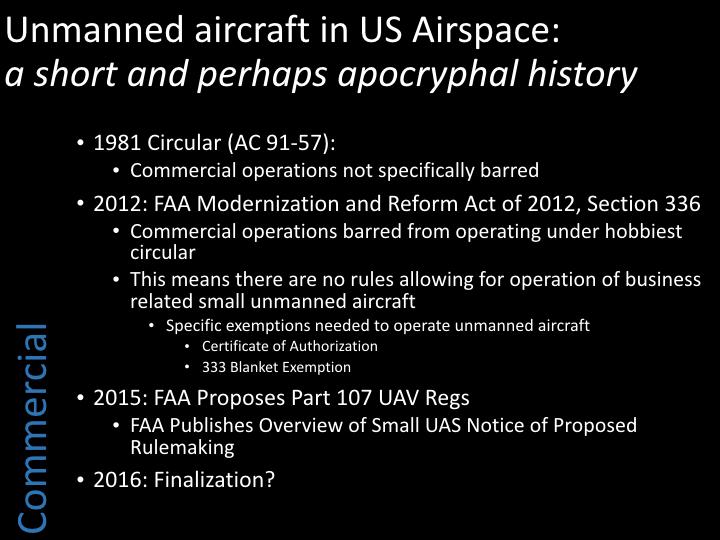 Unmanned aircraft in US Airspace:
a short and perhaps apocryphal history
• 1981 Circular (AC 91-57):
• Commercial operations not specifically barred
• 2012: FAA Modernization and Reform Act of 2012, Section 336
• Commercial operations barred from operating under hobbiest
circular
• This means there are no rules allowing for operation of business
related small unmanned aircraft
• Specific exemptions needed to operate unmanned aircraft
• Certificate of Authorization
• 333 Blanket Exemption
• 2015: FAA Proposes Part 107 UAV Regs
• FAA Publishes Overview of Small UAS Notice of Proposed
Rulemaking
• 2016: Finalization?
Commercial